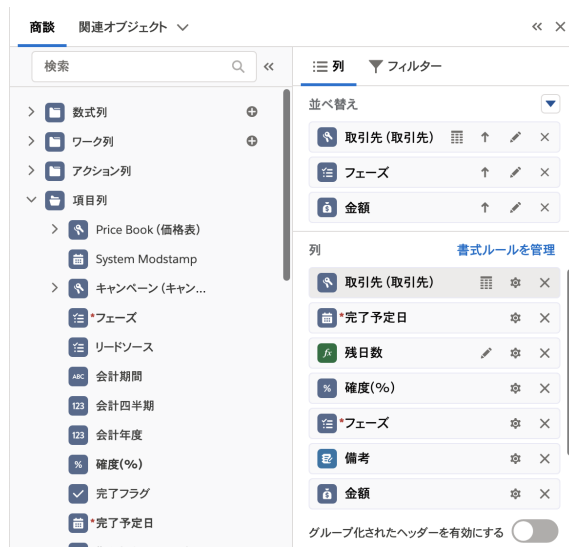 商談 関連オブジェクト
検索
数式列
ワーク列
アクション列
項目列
Price Book (価格表)
System Modstamp
キャンペーン (キャン...
*フェーズ
リードソース
ABC 会計期間
123 会計四半期
123 会計年度
% 確度(%)
完了フラグ
*完了予定日
列 フィルター
並べ替え
取引先 (取引先)
フェーズ
金額
列 書式ルールを管理
取引先 (取引先)
*完了予定日
fx 残日数
% 確度(%)
*フェーズ
備考
金額
グループ化されたヘッダーを有効にする